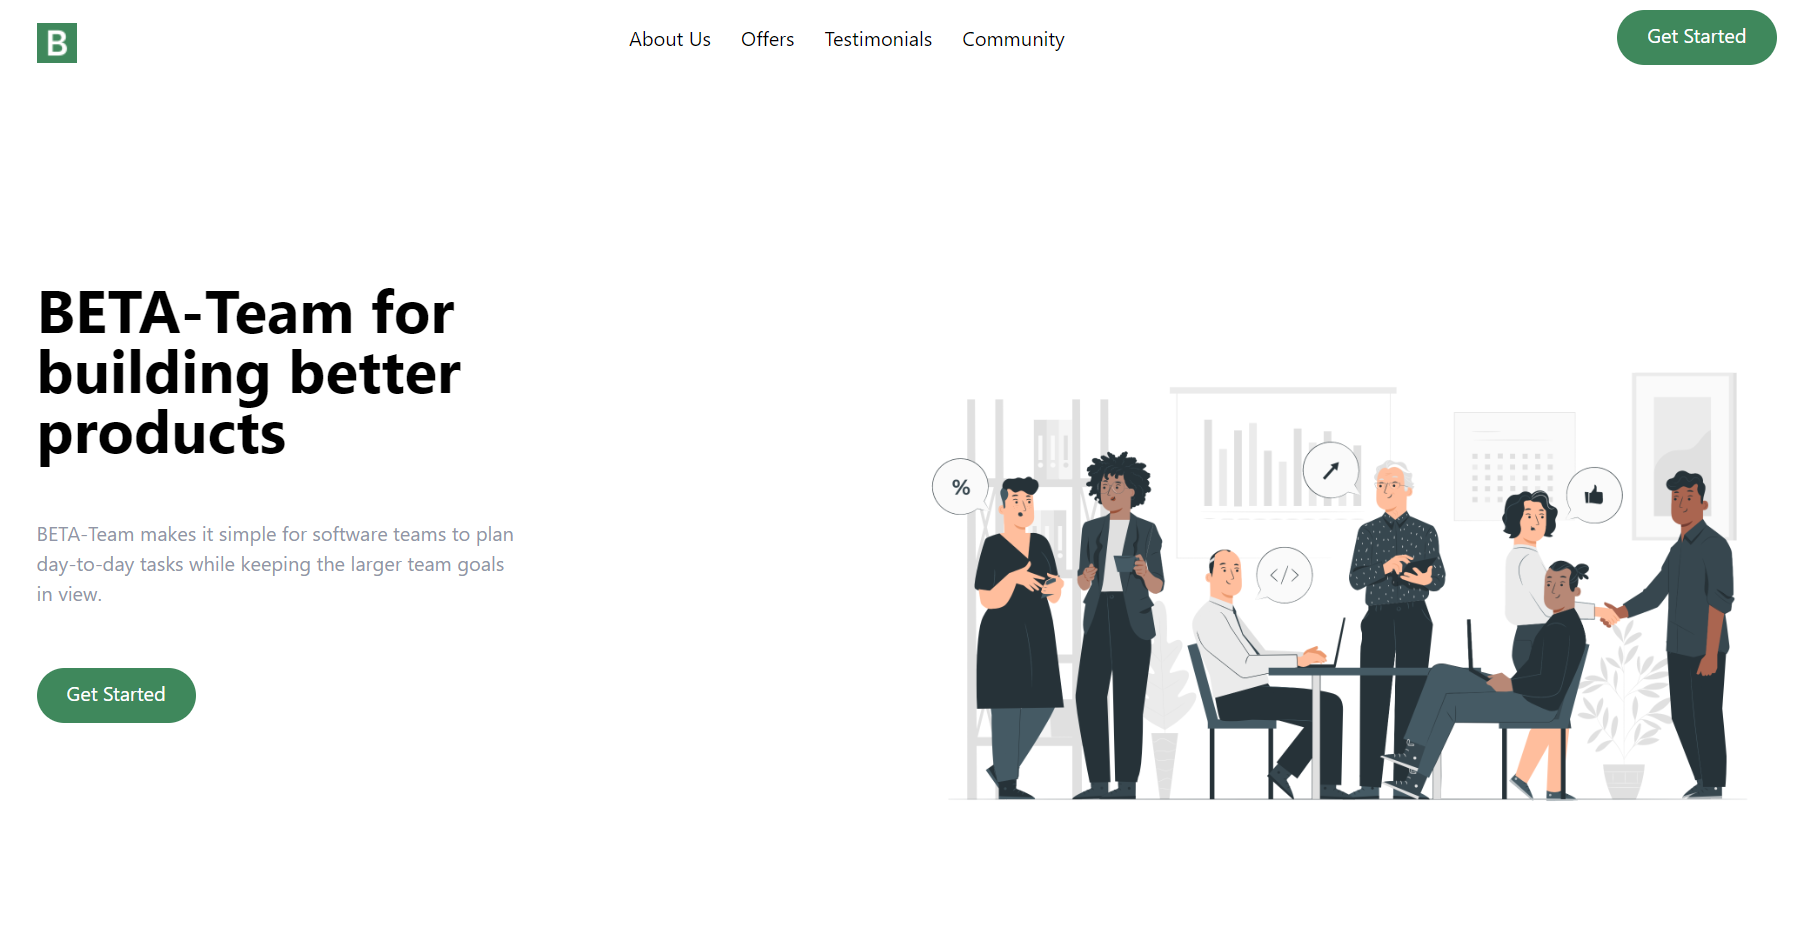 B
About Us
Offers
Testimonials
Community
Get Started
BETA-Team for
building better
products
BETA-Team makes it simple for software teams to plan
day-to-day tasks while keeping the larger team goals
in view.
Get Started
%
</>